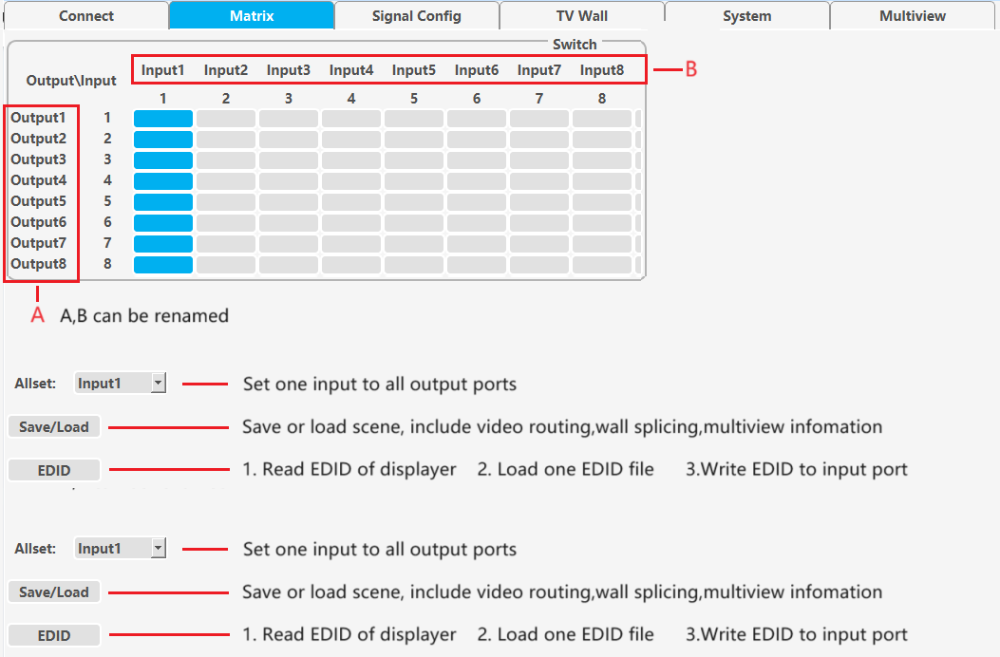 Connect Matrix Signal Config TV Wall System Multiview
Switch
Output\Input Input1 Input2 Input3 Input4 Input5 Input6 Input7 Input8 B
1 2 3 4 5 6 7 8
Output1 1
Output2 2
Output3 3
Output4 4
Output5 5
Output6 6
Output7 7
Output8 8
A A,B can be renamed
Allset: Input1 Set one input to all output ports
Save/Load Save or load scene, include video routing,wall splicing,multiview infomation
EDID 1. Read EDID of displayer 2. Load one EDID file 3.Write EDID to input port
Allset: Input1 Set one input to all output ports
Save/Load Save or load scene, include video routing,wall splicing,multiview infomation
EDID 1. Read EDID of displayer 2. Load one EDID file 3.Write EDID to input port